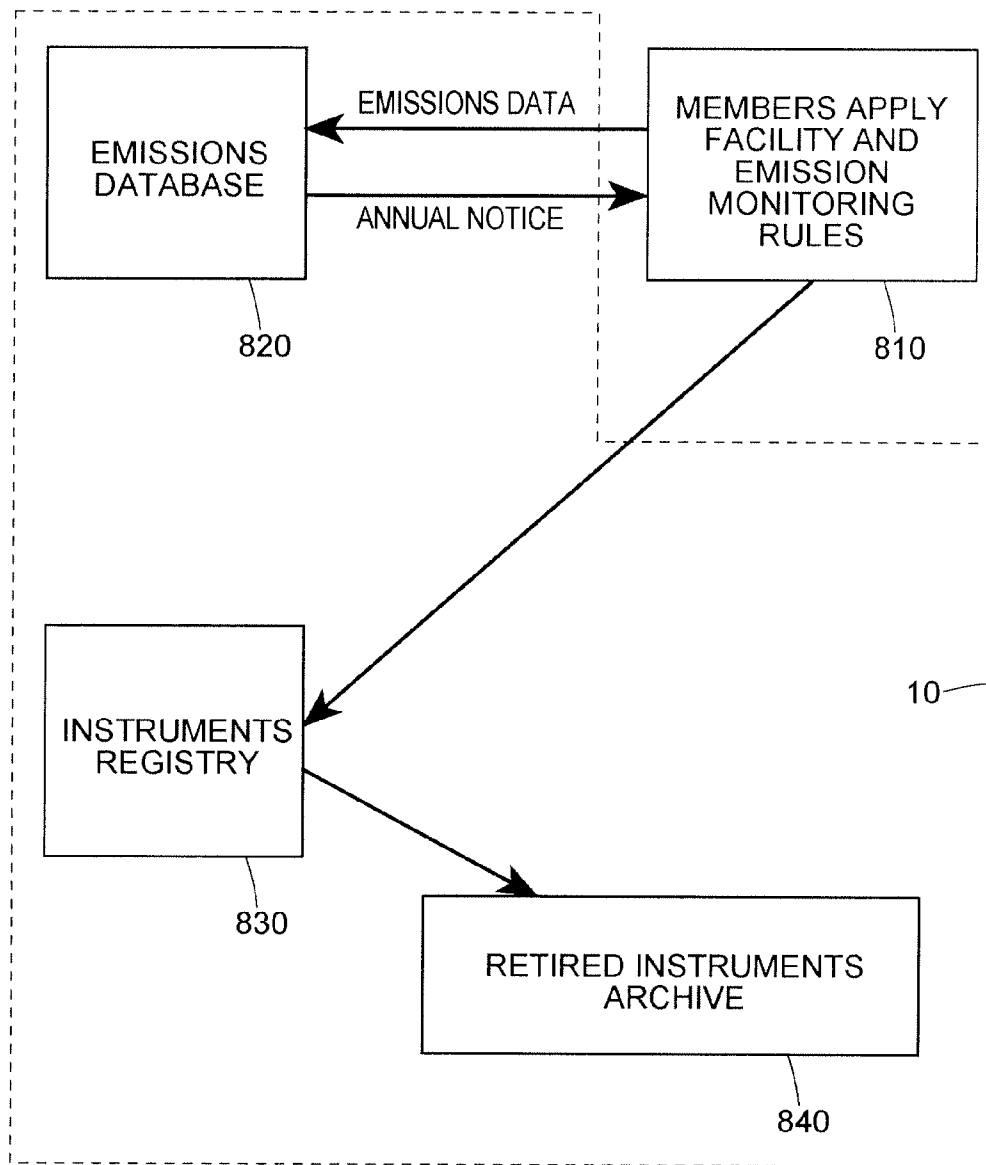 EMISSIONS
DATABASE
820
EMISSIONS DATA
ANNUAL NOTICE
MEMBERS APPLY
FACILITY AND
EMISSION
MONITORING
RULES
810
INSTRUMENTS
REGISTRY
830
10
RETIRED INSTRUMENTS
ARCHIVE
840